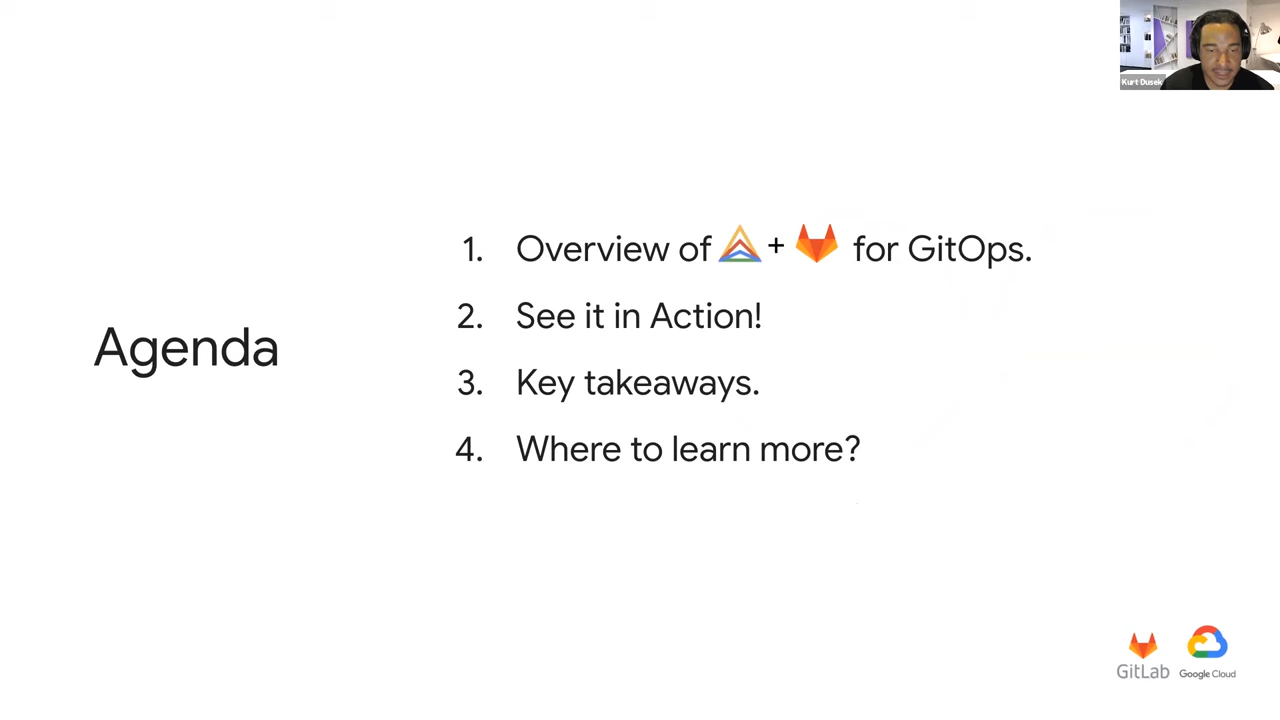 Kurt Dusek
Agenda
1. Overview of + for GitOps.
2. See it in Action!
3. Key takeaways.
4. Where to learn more?
GitLab
Google Cloud